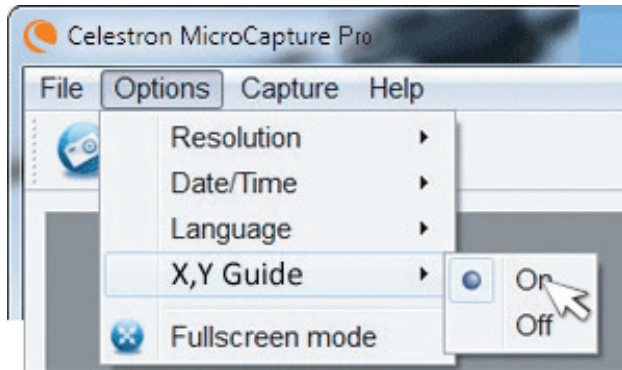 Celestron MicroCapture Pro
File Options Capture Help
Resolution
Date/Time
Language
X,Y Guide
On
Off
Fullscreen mode